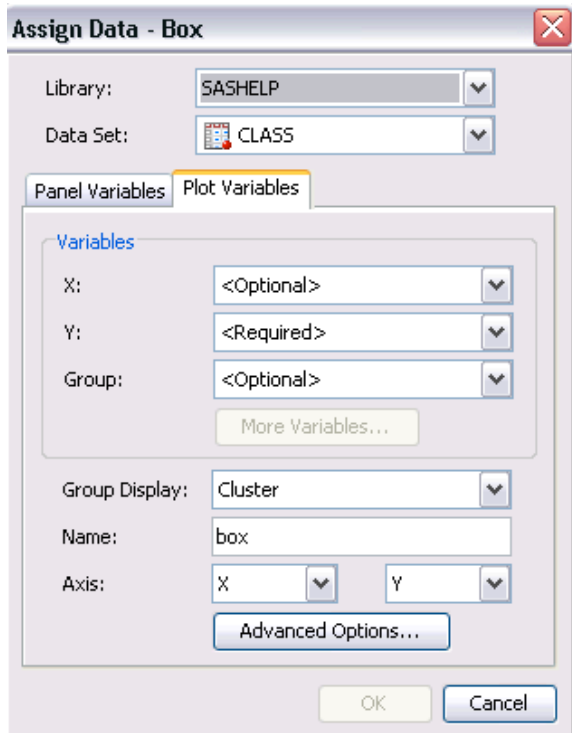 Assign Data - Box
Library: SASHELP
Data Set: CLASS
Panel Variables Plot Variables
Variables
X: <Optional>
Y: <Required>
Group: <Optional>
More Variables...
Group Display: Cluster
Name: box
Axis: X Y
Advanced Options...
OK Cancel